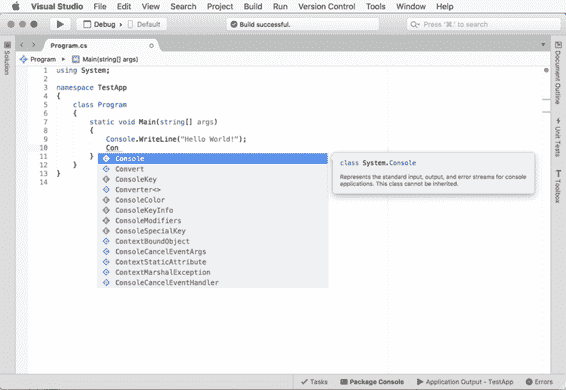 Visual Studio File Edit View Search Project Build Run Version Control Tools Window Help
Debug Default Build successful. Press '⌘.' to search
Solution
Program.cs
Program Main(string[] args)
1 using System;
2
3 namespace TestApp
4 {
5 class Program
6 {
7 static void Main(string[] args)
8 {
9 Console.WriteLine("Hello World!");
10 Con
11 }
12 }
13 }
14
Console
Convert
ConsoleKey
Converter<>
ConsoleColor
ConsoleKeyInfo
ConsoleModifiers
ConsoleSpecialKey
ContextBoundObject
ConsoleCancelEventArgs
ContextStaticAttribute
ContextMarshalException
ConsoleCancelEventHandler
class System.Console
Represents the standard input, output, and error streams for console
applications. This class cannot be inherited.
Document Outline
Unit Tests
Toolbox
Tasks Package Console Application Output - TestApp Errors